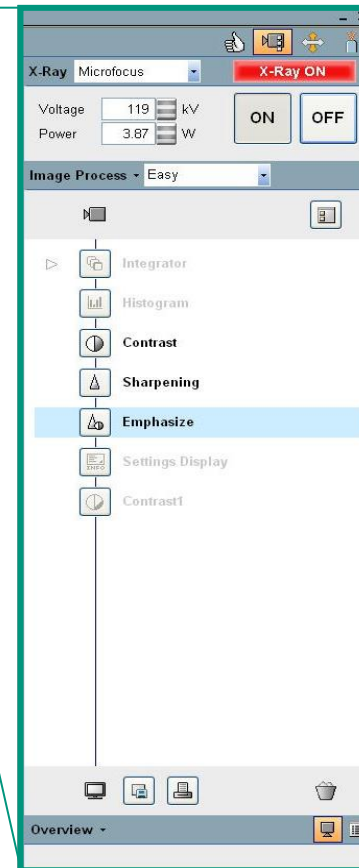 X-Ray Microfocus X-Ray ON
Voltage 119 kV ON OFF
Power 3.87 W
Image Process Easy
Integrator
Histogram
Contrast
Sharpening
Emphasize
INFO Settings Display
Contrast1
Overview